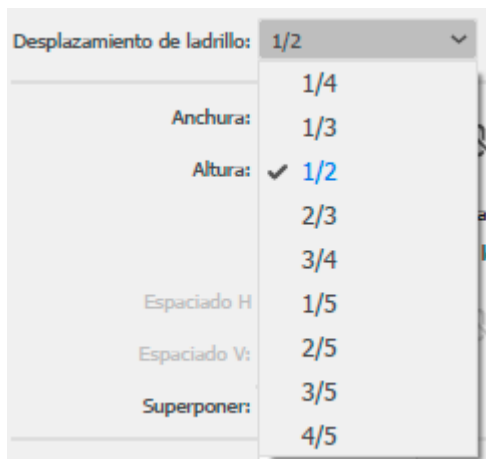 Desplazamiento de ladrillo: 1/2
1/4
Anchura: 1/3
Altura: 1/2
2/3
3/4
Espaciado H 1/5
Espaciado V: 2/5
Superponer: 3/5
4/5